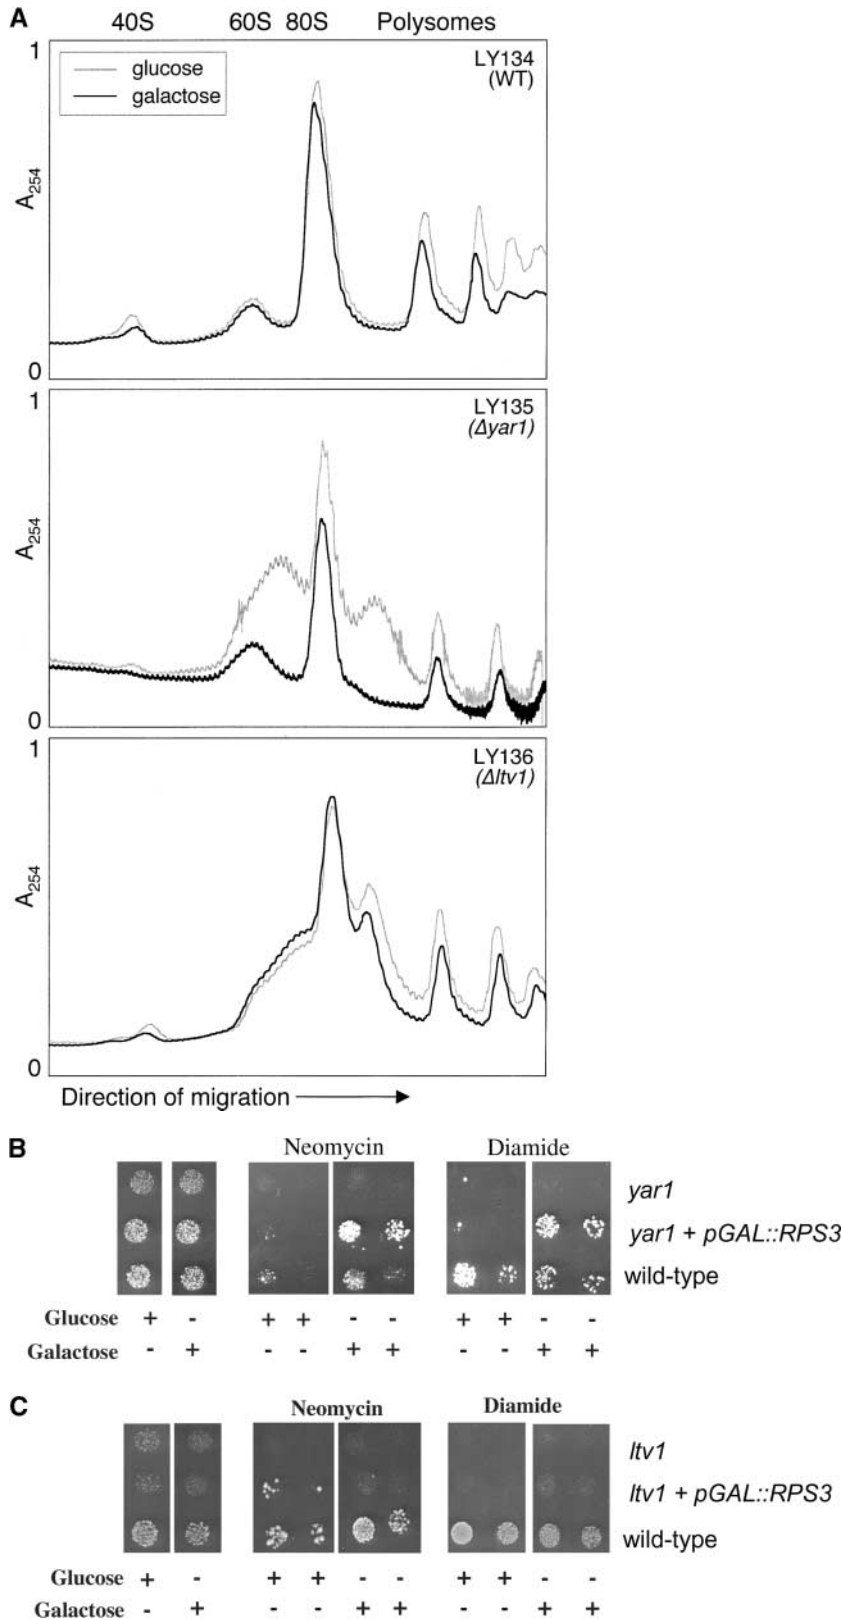 A
40S 60S 80S Polysomes
1
glucose
galactose
LY134
(WT)
A254
0
1
LY135
(Δyar1)
A254
0
1
LY136
(Δltv1)
A254
0
Direction of migration
B
Neomycin Diamide
yar1
yar1 + pGAL::RPS3
wild-type
Glucose + - + + - - + + - -
Galactose - + - - + + - - + +
C
Neomycin Diamide
ltv1
ltv1 + pGAL::RPS3
wild-type
Glucose + - + + - - + + - -
Galactose - + - - + + - - + +